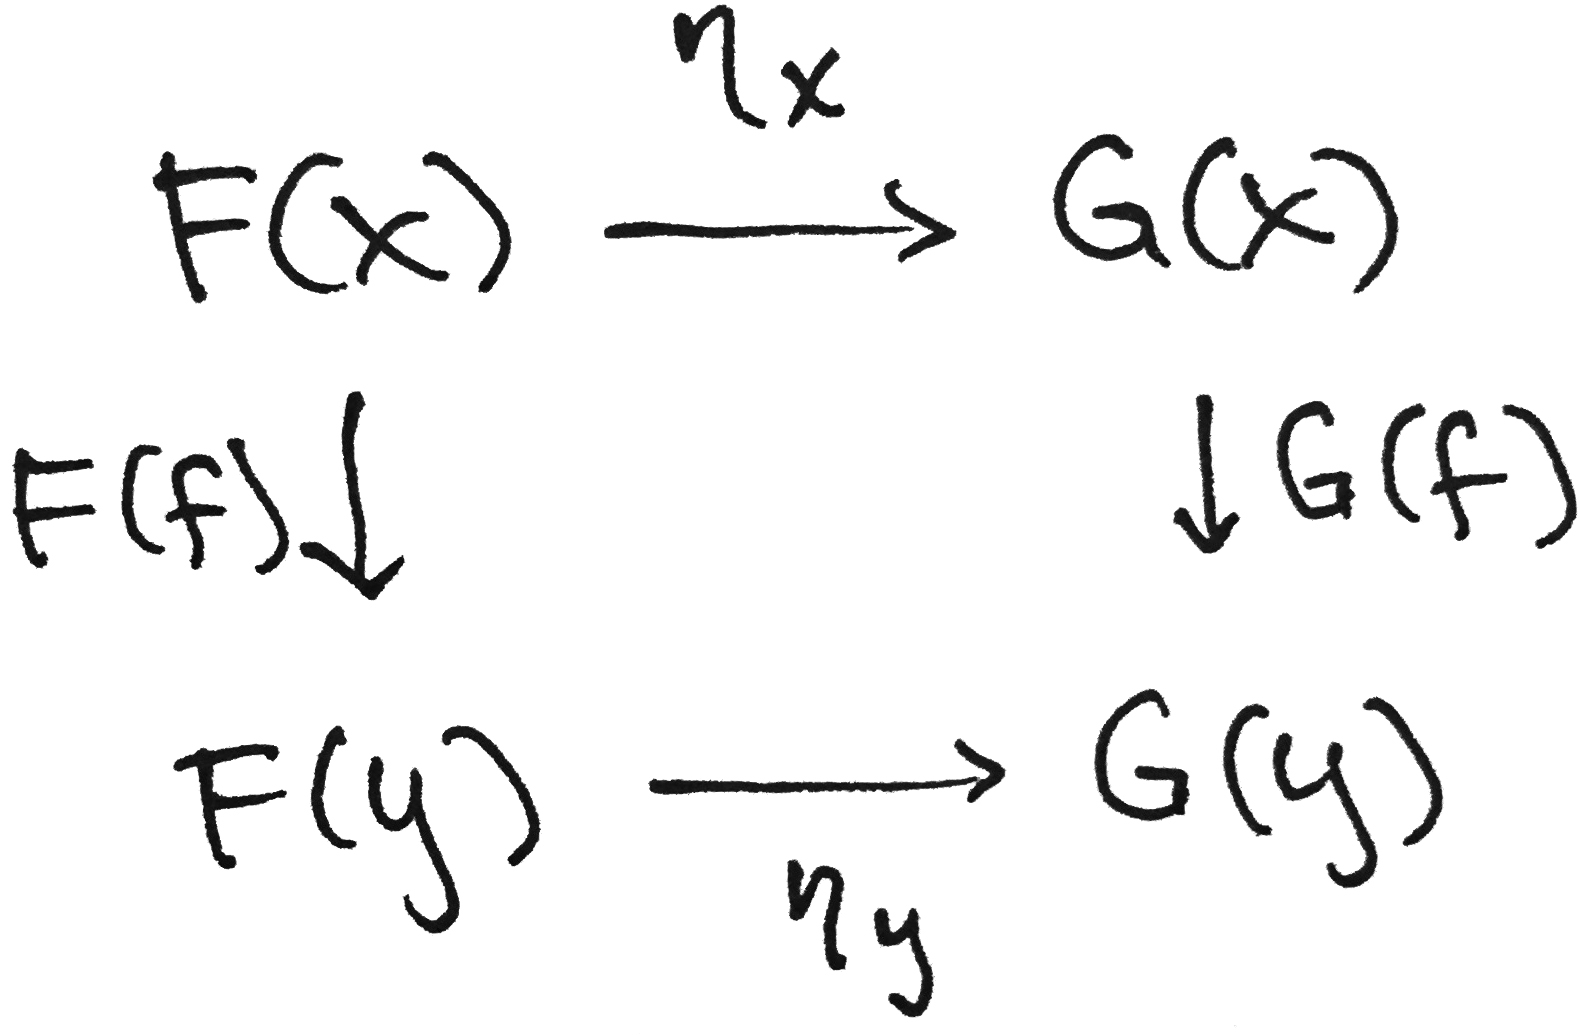 ηx
F(x) → G(x)
F(f) ↓ ↓ G(f)
F(y) → G(y)
ηy